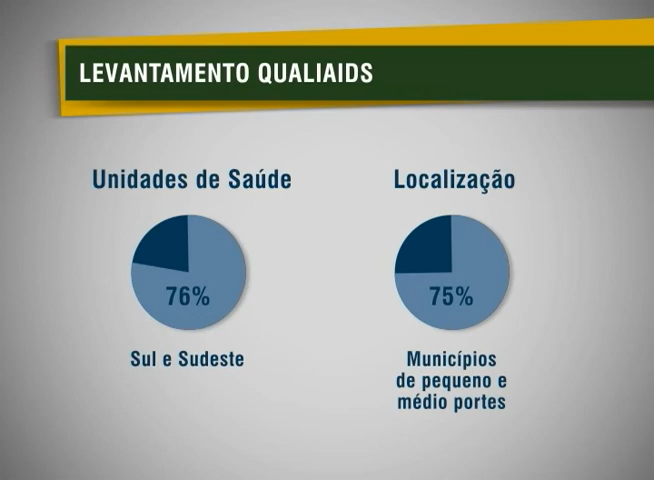 LEVANTAMENTO QUALIAIDS
Unidades de Saúde
76%
Sul e Sudeste
Localização
75%
Municípios
de pequeno e
médio portes